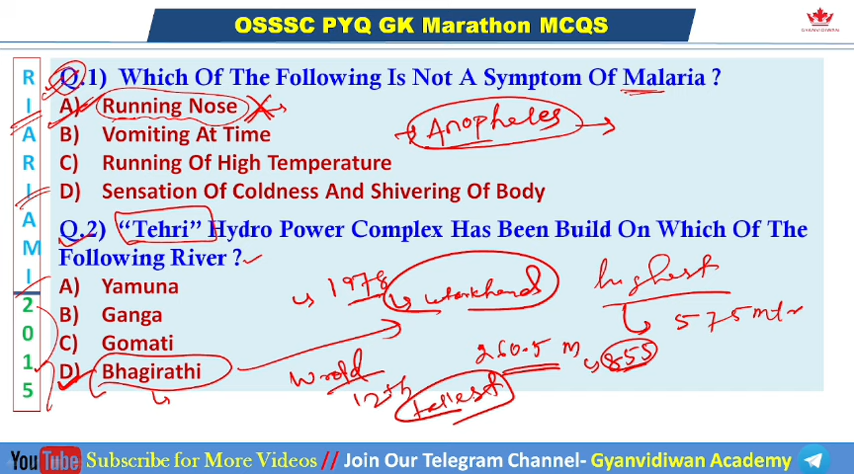 OSSSC PYQ GK Marathon MCQS
GYANVIDIWAN
RI ARI AMI 2015
Q.1) Which Of The Following Is Not A Symptom Of Malaria ?
A) Running Nose
B) Vomiting At Time
Anopheles
C) Running Of High Temperature
D) Sensation Of Coldness And Shivering Of Body
Q.2) “Tehri” Hydro Power Complex Has Been Build On Which Of The
Following River ?
A) Yamuna
1978 Uttarkhand
highest
B) Ganga
575 mtr
C) Gomati
260.5 m
855
D) Bhagirathi
World
12th
tallest
YouTube Subscribe for More Videos // Join Our Telegram Channel- Gyanvidiwan Academy